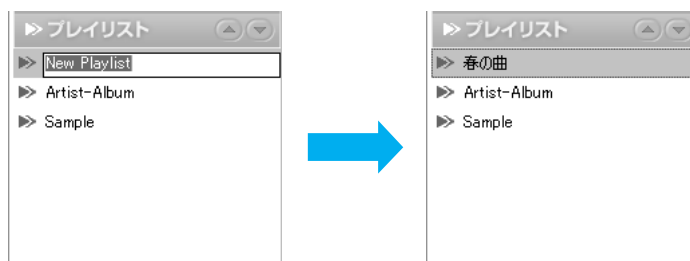 プレイリスト
New Playlist
Artist-Album
Sample
プレイリスト
春の曲
Artist-Album
Sample